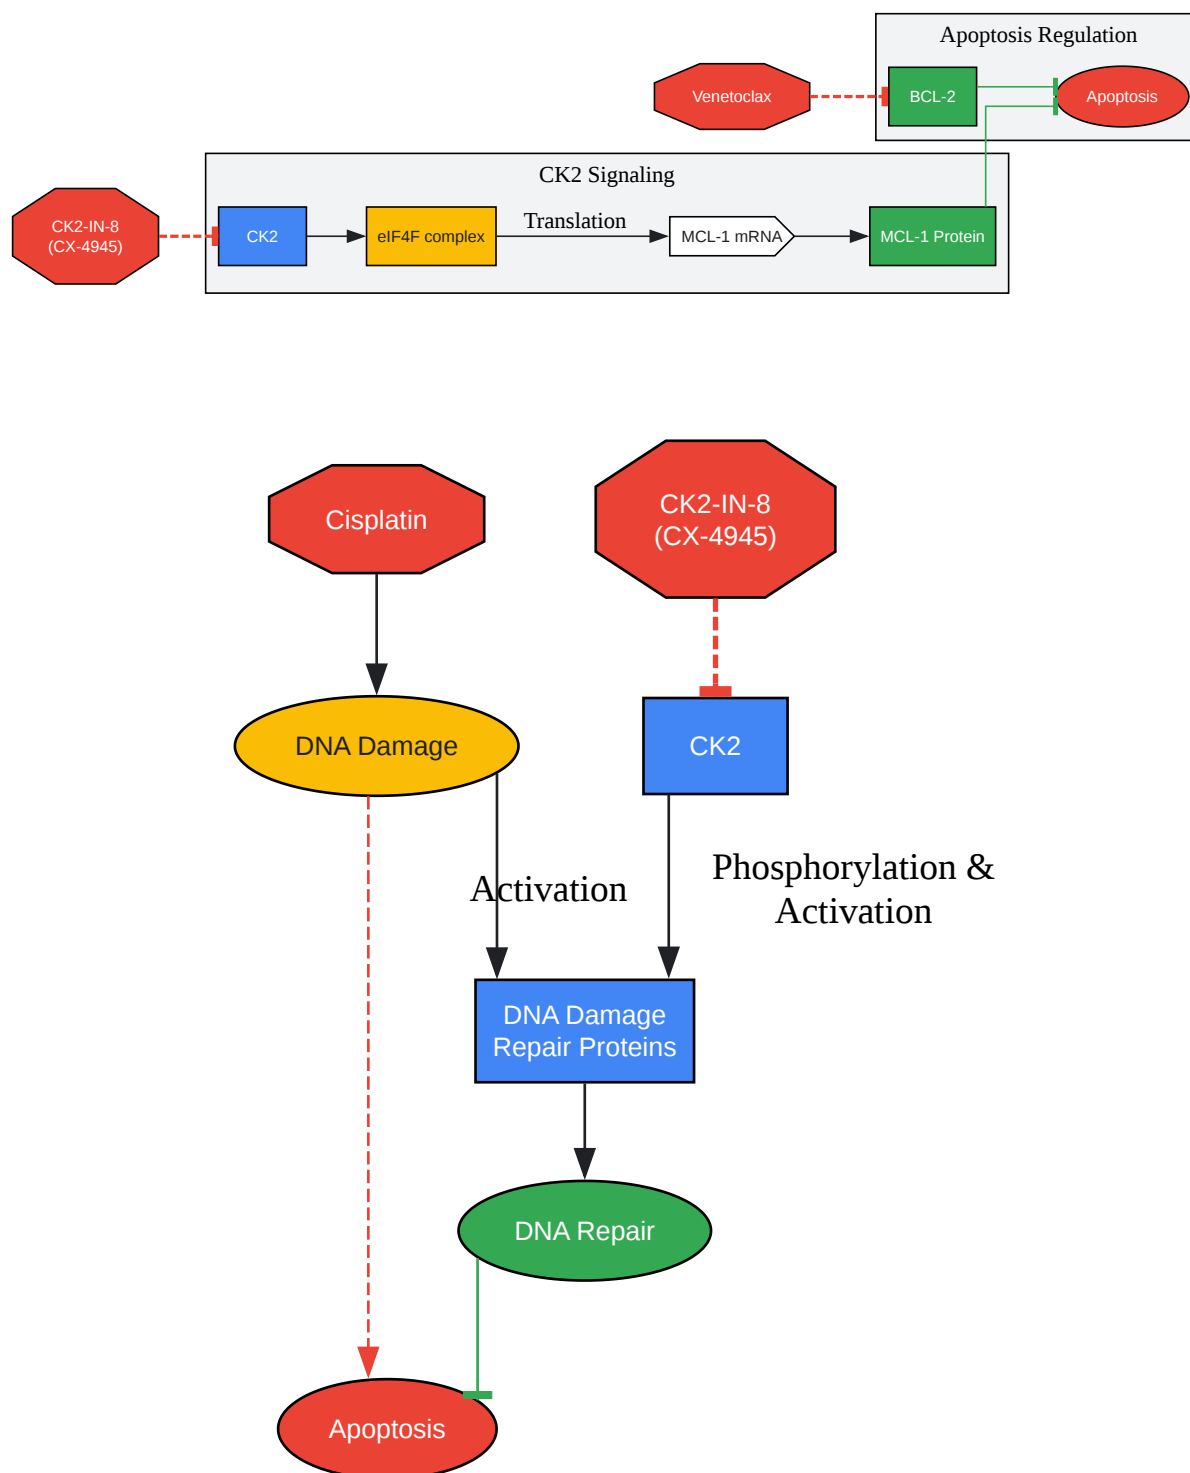 Apoptosis Regulation
Venetoclax
BCL-2
Apoptosis
CK2 Signaling
CK2-IN-8
(CX-4945)
CK2
eIF4F complex
Translation
MCL-1 mRNA
MCL-1 Protein
Cisplatin
CK2-IN-8
(CX-4945)
DNA Damage
CK2
Activation
Phosphorylation &
Activation
DNA Damage
Repair Proteins
DNA Repair
Apoptosis